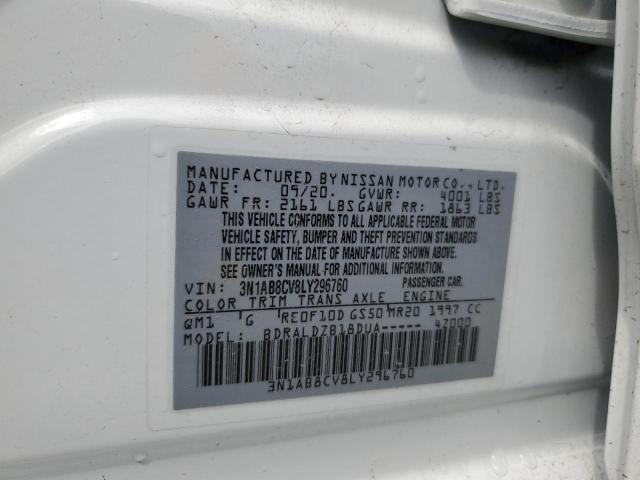 MANUFACTURED BY NISSAN MOTOR CO., LTD.
DATE: 09/20. GVWR: 4001 LBS
GAWR FR: 2161 LBS GAWR RR: 1863 LBS
THIS VEHICLE CONFORMS TO ALL APPLICABLE FEDERAL MOTOR
VEHICLE SAFETY, BUMPER AND THEFT PREVENTION STANDARDS
IN EFFECT ON THE DATE OF MANUFACTURE SHOWN ABOVE.
SEE OWNER'S MANUAL FOR ADDITIONAL INFORMATION.
VIN: 3N1AB8CV8LY296760 PASSENGER CAR.
COLOR TRIM TRANS AXLE ENGINE
QM1 G RE0F10D GS50 MR20 1997 CC
MODEL: BDRALDZB18DUA----- 47000
3N1AB8CV8LY296760